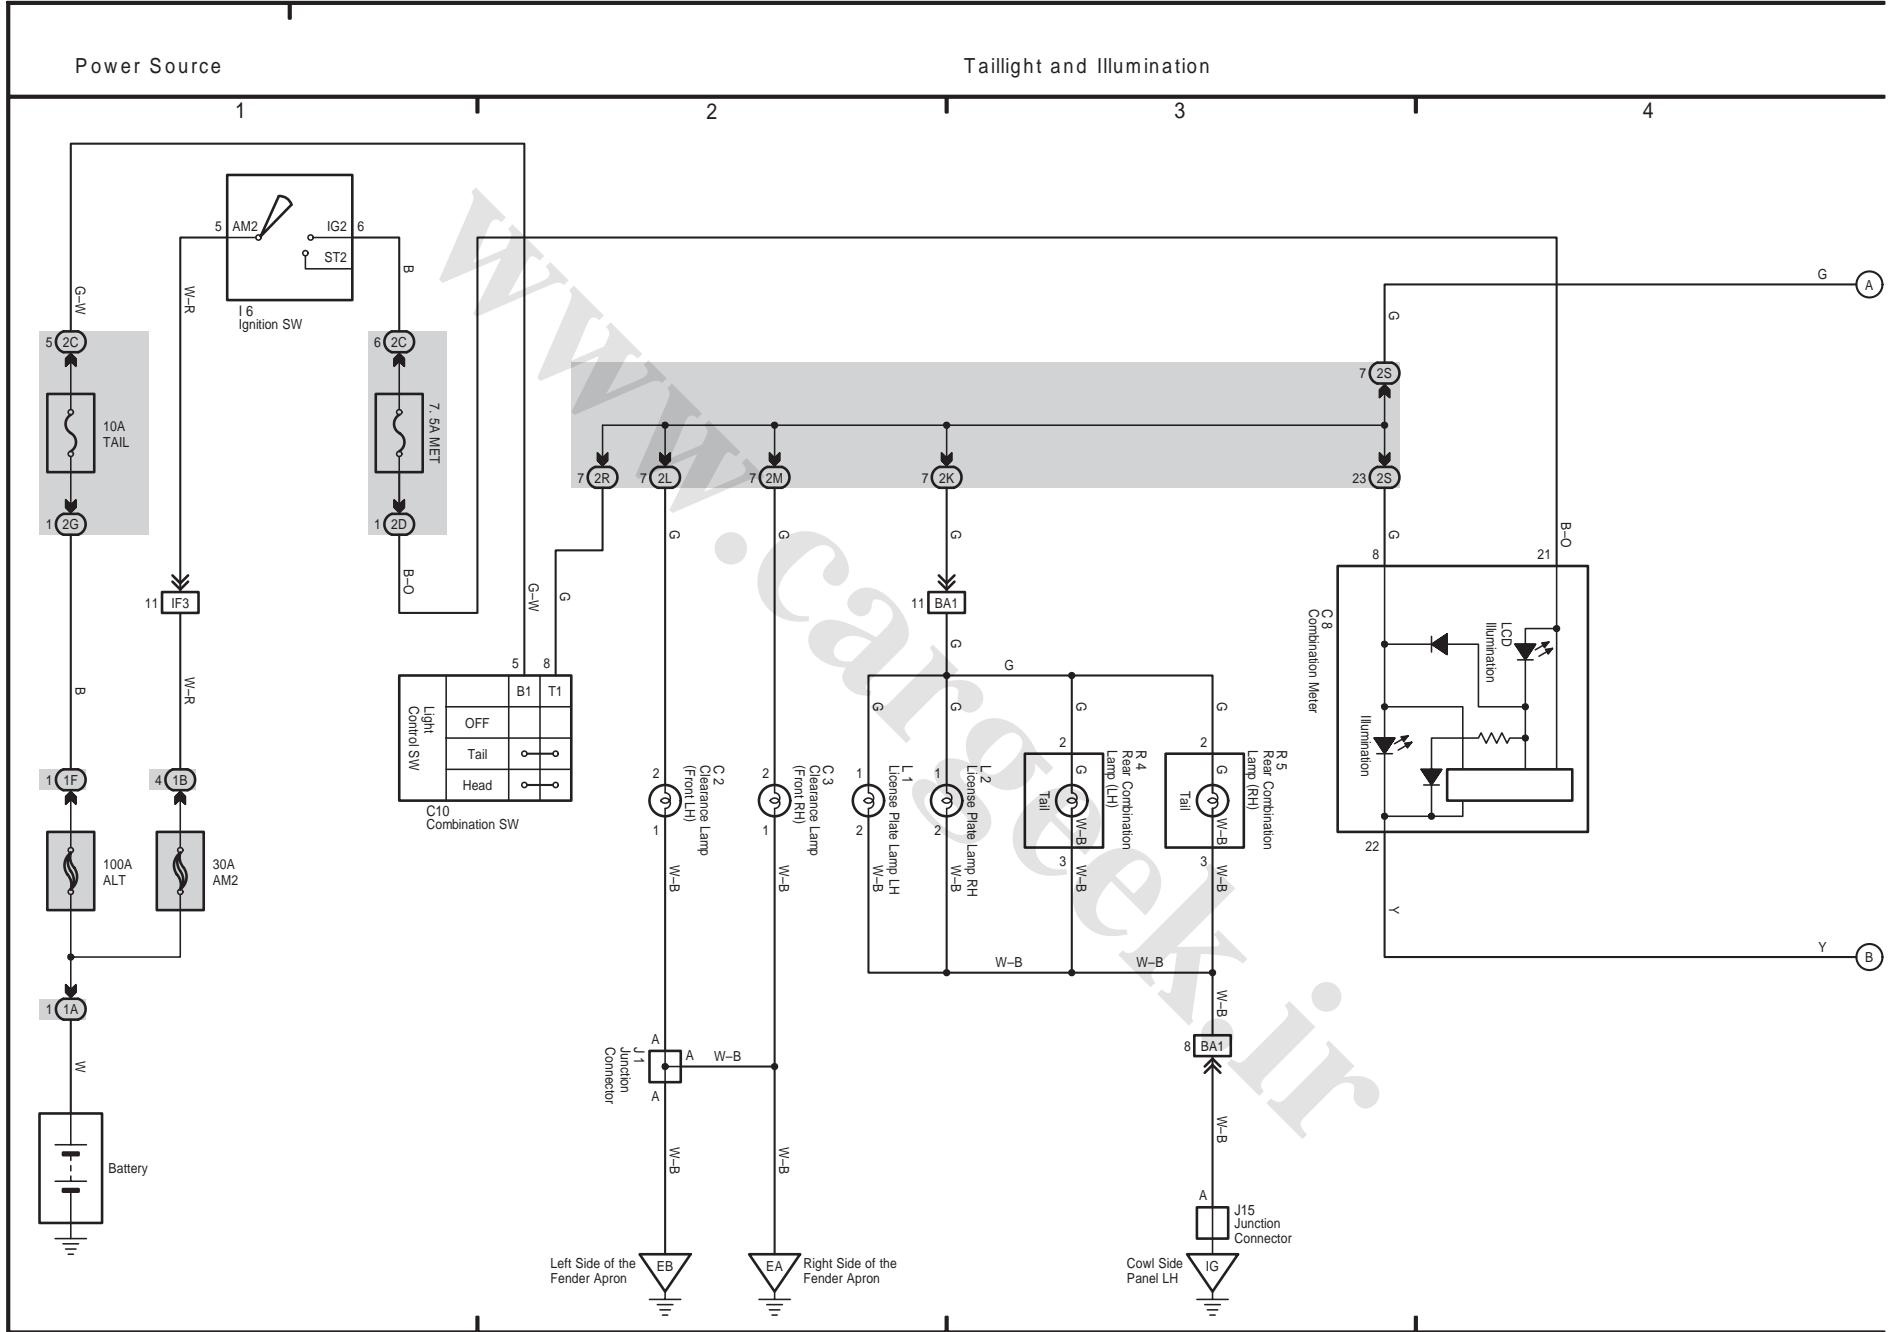 Power Source
Taillight and Illumination
1
2
3
4
5
AM2
IG2
6
ST2
I 6
Ignition SW
G–W
W–R
B
5
2C
10A
TAIL
1
2G
6
2C
7. 5A MET
1
2D
B–O
11
IF3
B
W–R
1
1F
4
1B
100A
ALT
30A
AM2
1
1A
W
Battery
G–W
G
5
8
B1
T1
Light
Control SW
OFF
Tail
Head
C10
Combination SW
7
2R
7
2L
7
2M
7
2K
7
2S
23
2S
G
G
A
G
G
G
G
B–O
11
BA1
G
G
G
G
G
G
2
1
C 2
Clearance Lamp
(Front LH)
2
1
C 3
Clearance Lamp
(Front RH)
1
2
L 1
License Plate Lamp LH
1
2
L 2
License Plate Lamp RH
2
G
Tail
W–B
3
R 4
Rear Combination
Lamp (LH)
2
G
Tail
W–B
3
R 5
Rear Combination
Lamp (RH)
W–B
W–B
W–B
W–B
W–B
W–B
W–B
W–B
W–B
8
BA1
W–B
A
J15
Junction
Connector
Cowl Side
Panel LH
IG
A
A
A
W–B
J 1
Junction
Connector
W–B
W–B
Left Side of the
Fender Apron
EB
EA
Right Side of the
Fender Apron
8
21
C 8
Combination Meter
LCD
Illumination
Illumination
22
Y
Y
B
www.cargeek.ir